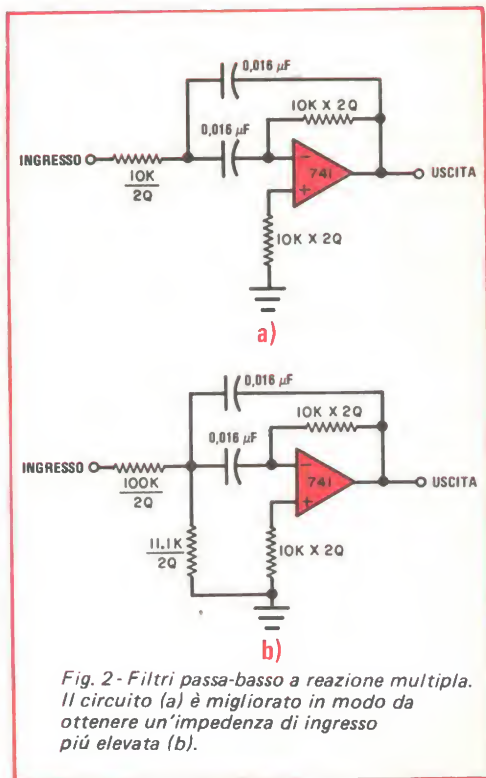 0,016 µF
10K X 2Q
0,016 µF
INGRESSO
10K
2Q
−
741
+
USCITA
10K X 2Q
a)
0,016 µF
10K X 2Q
0,016 µF
INGRESSO
100K
2Q
−
741
+
USCITA
11.1K
2Q
10K X 2Q
b)
Fig. 2 - Filtri passa-basso a reazione multipla.
Il circuito (a) è migliorato in modo da
ottenere un'impedenza di ingresso
piú elevata (b).